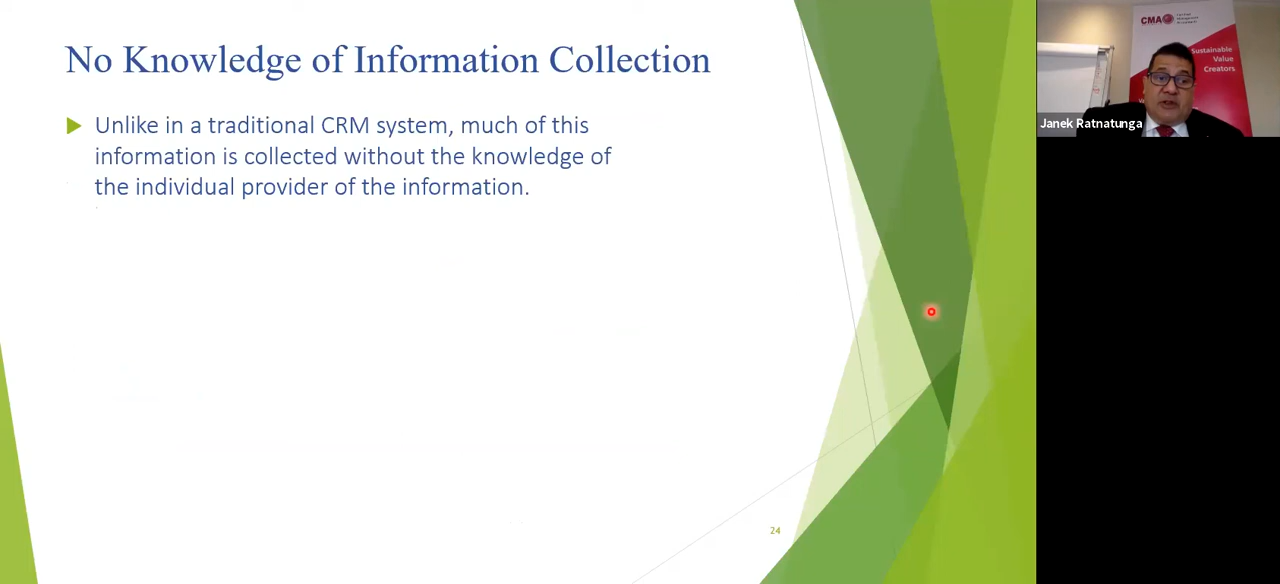 No Knowledge of Information Collection
Unlike in a traditional CRM system, much of this
information is collected without the knowledge of
the individual provider of the information.
24
CMA
Sustainable
Value
Creators
Janek Ratnatunga